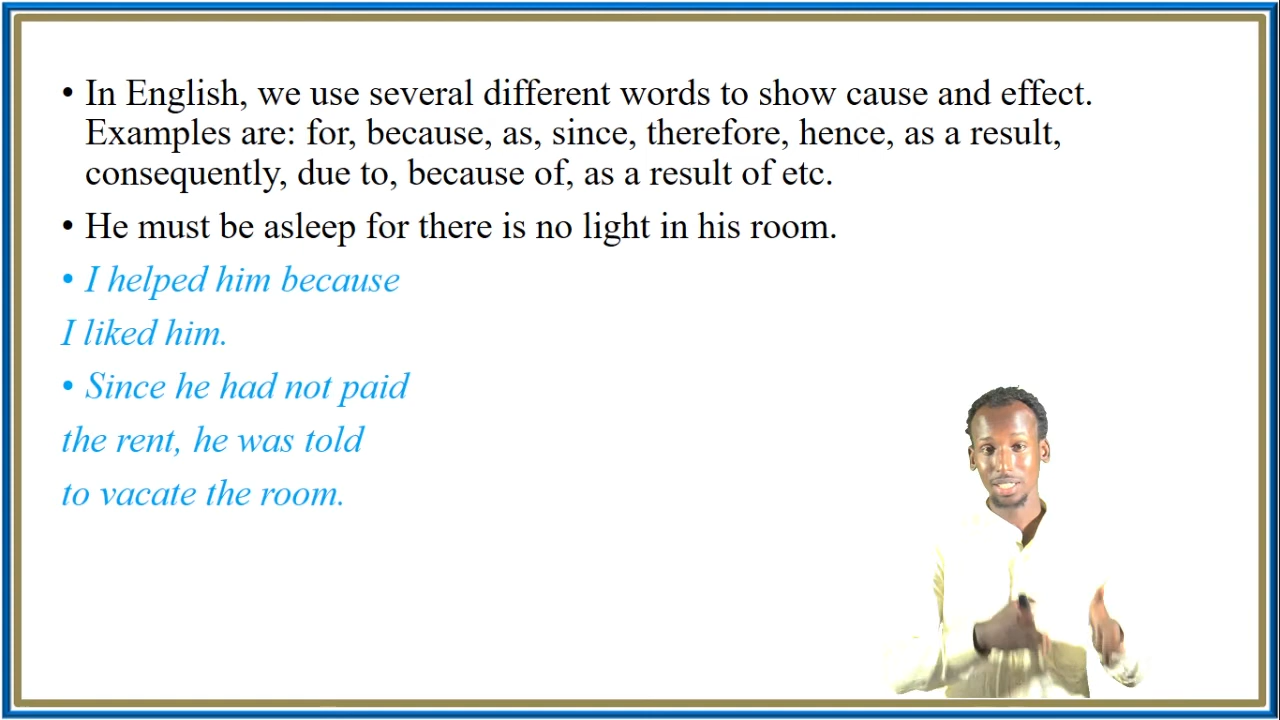 • In English, we use several different words to show cause and effect.
Examples are: for, because, as, since, therefore, hence, as a result,
consequently, due to, because of, as a result of etc.
• He must be asleep for there is no light in his room.
• I helped him because
I liked him.
• Since he had not paid
the rent, he was told
to vacate the room.